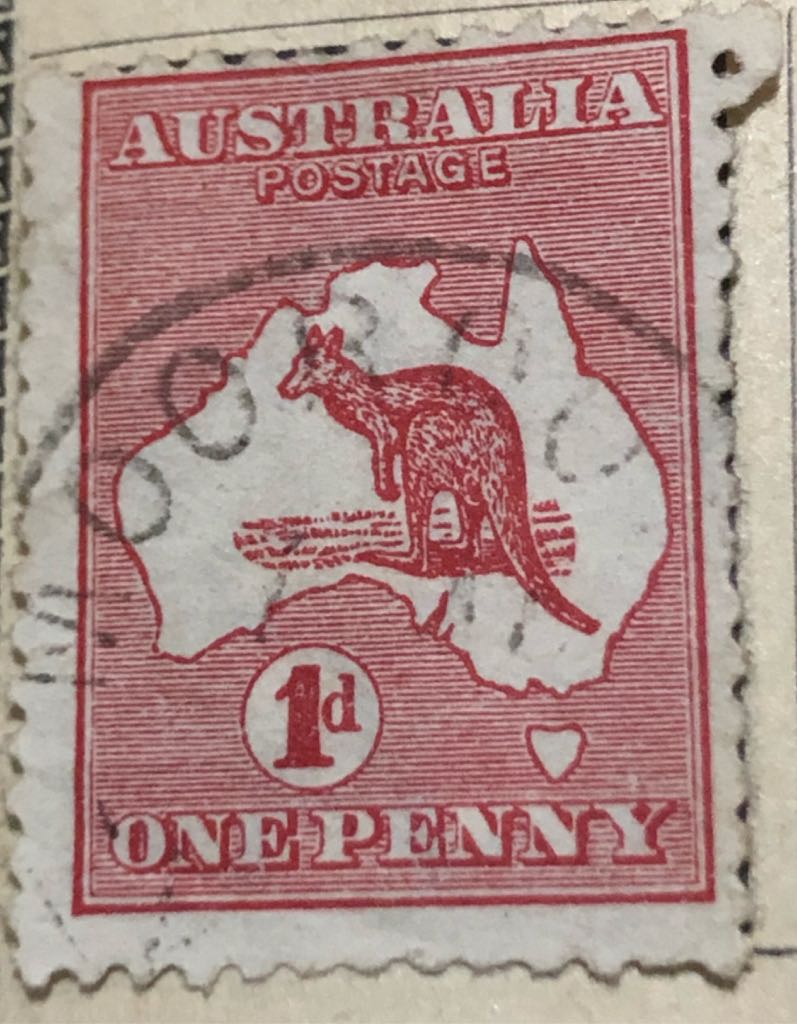 AUSTRALIA
POSTAGE
1d
ONE PENNY